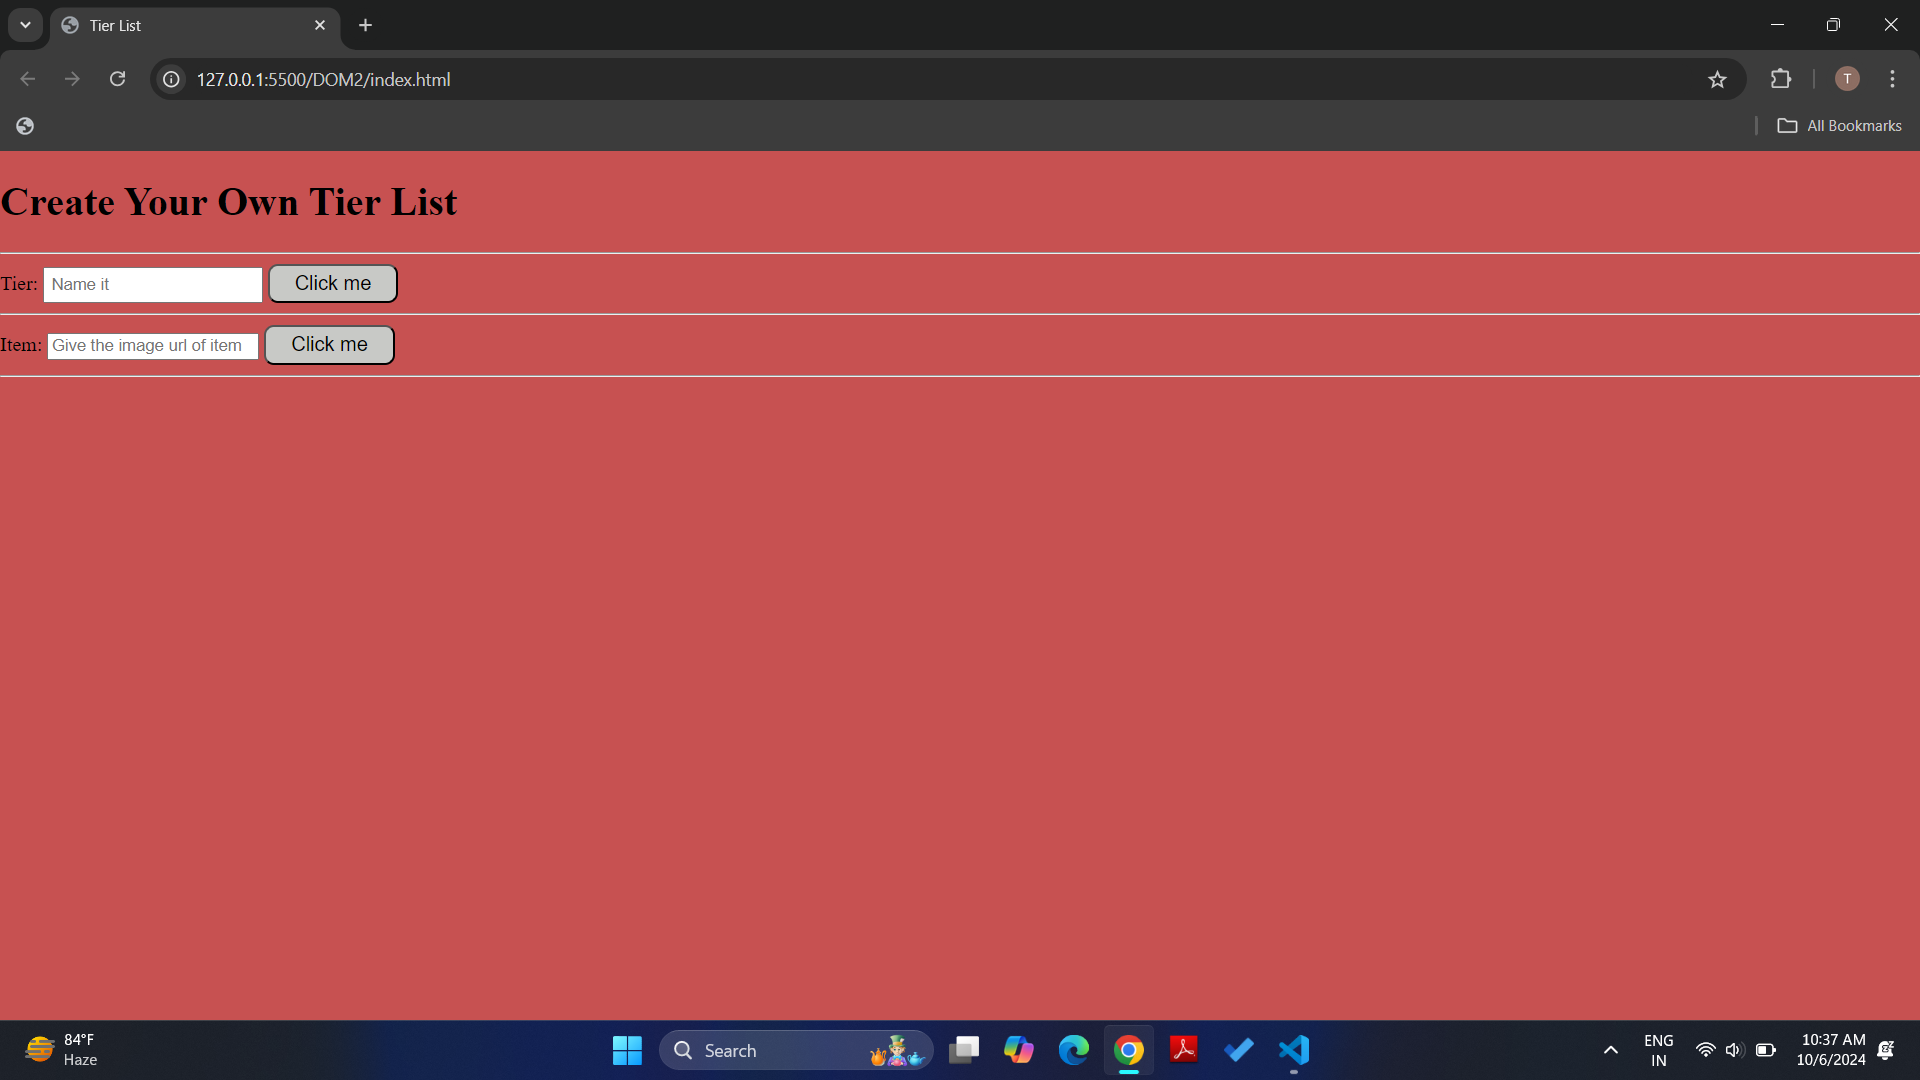 Tier List
127.0.0.1:5500/DOM2/index.html
T
All Bookmarks
Create Your Own Tier List
Tier: Name it Click me
Item: Give the image url of item Click me
84°F
Haze
Search
ENG
IN
10:37 AM
10/6/2024